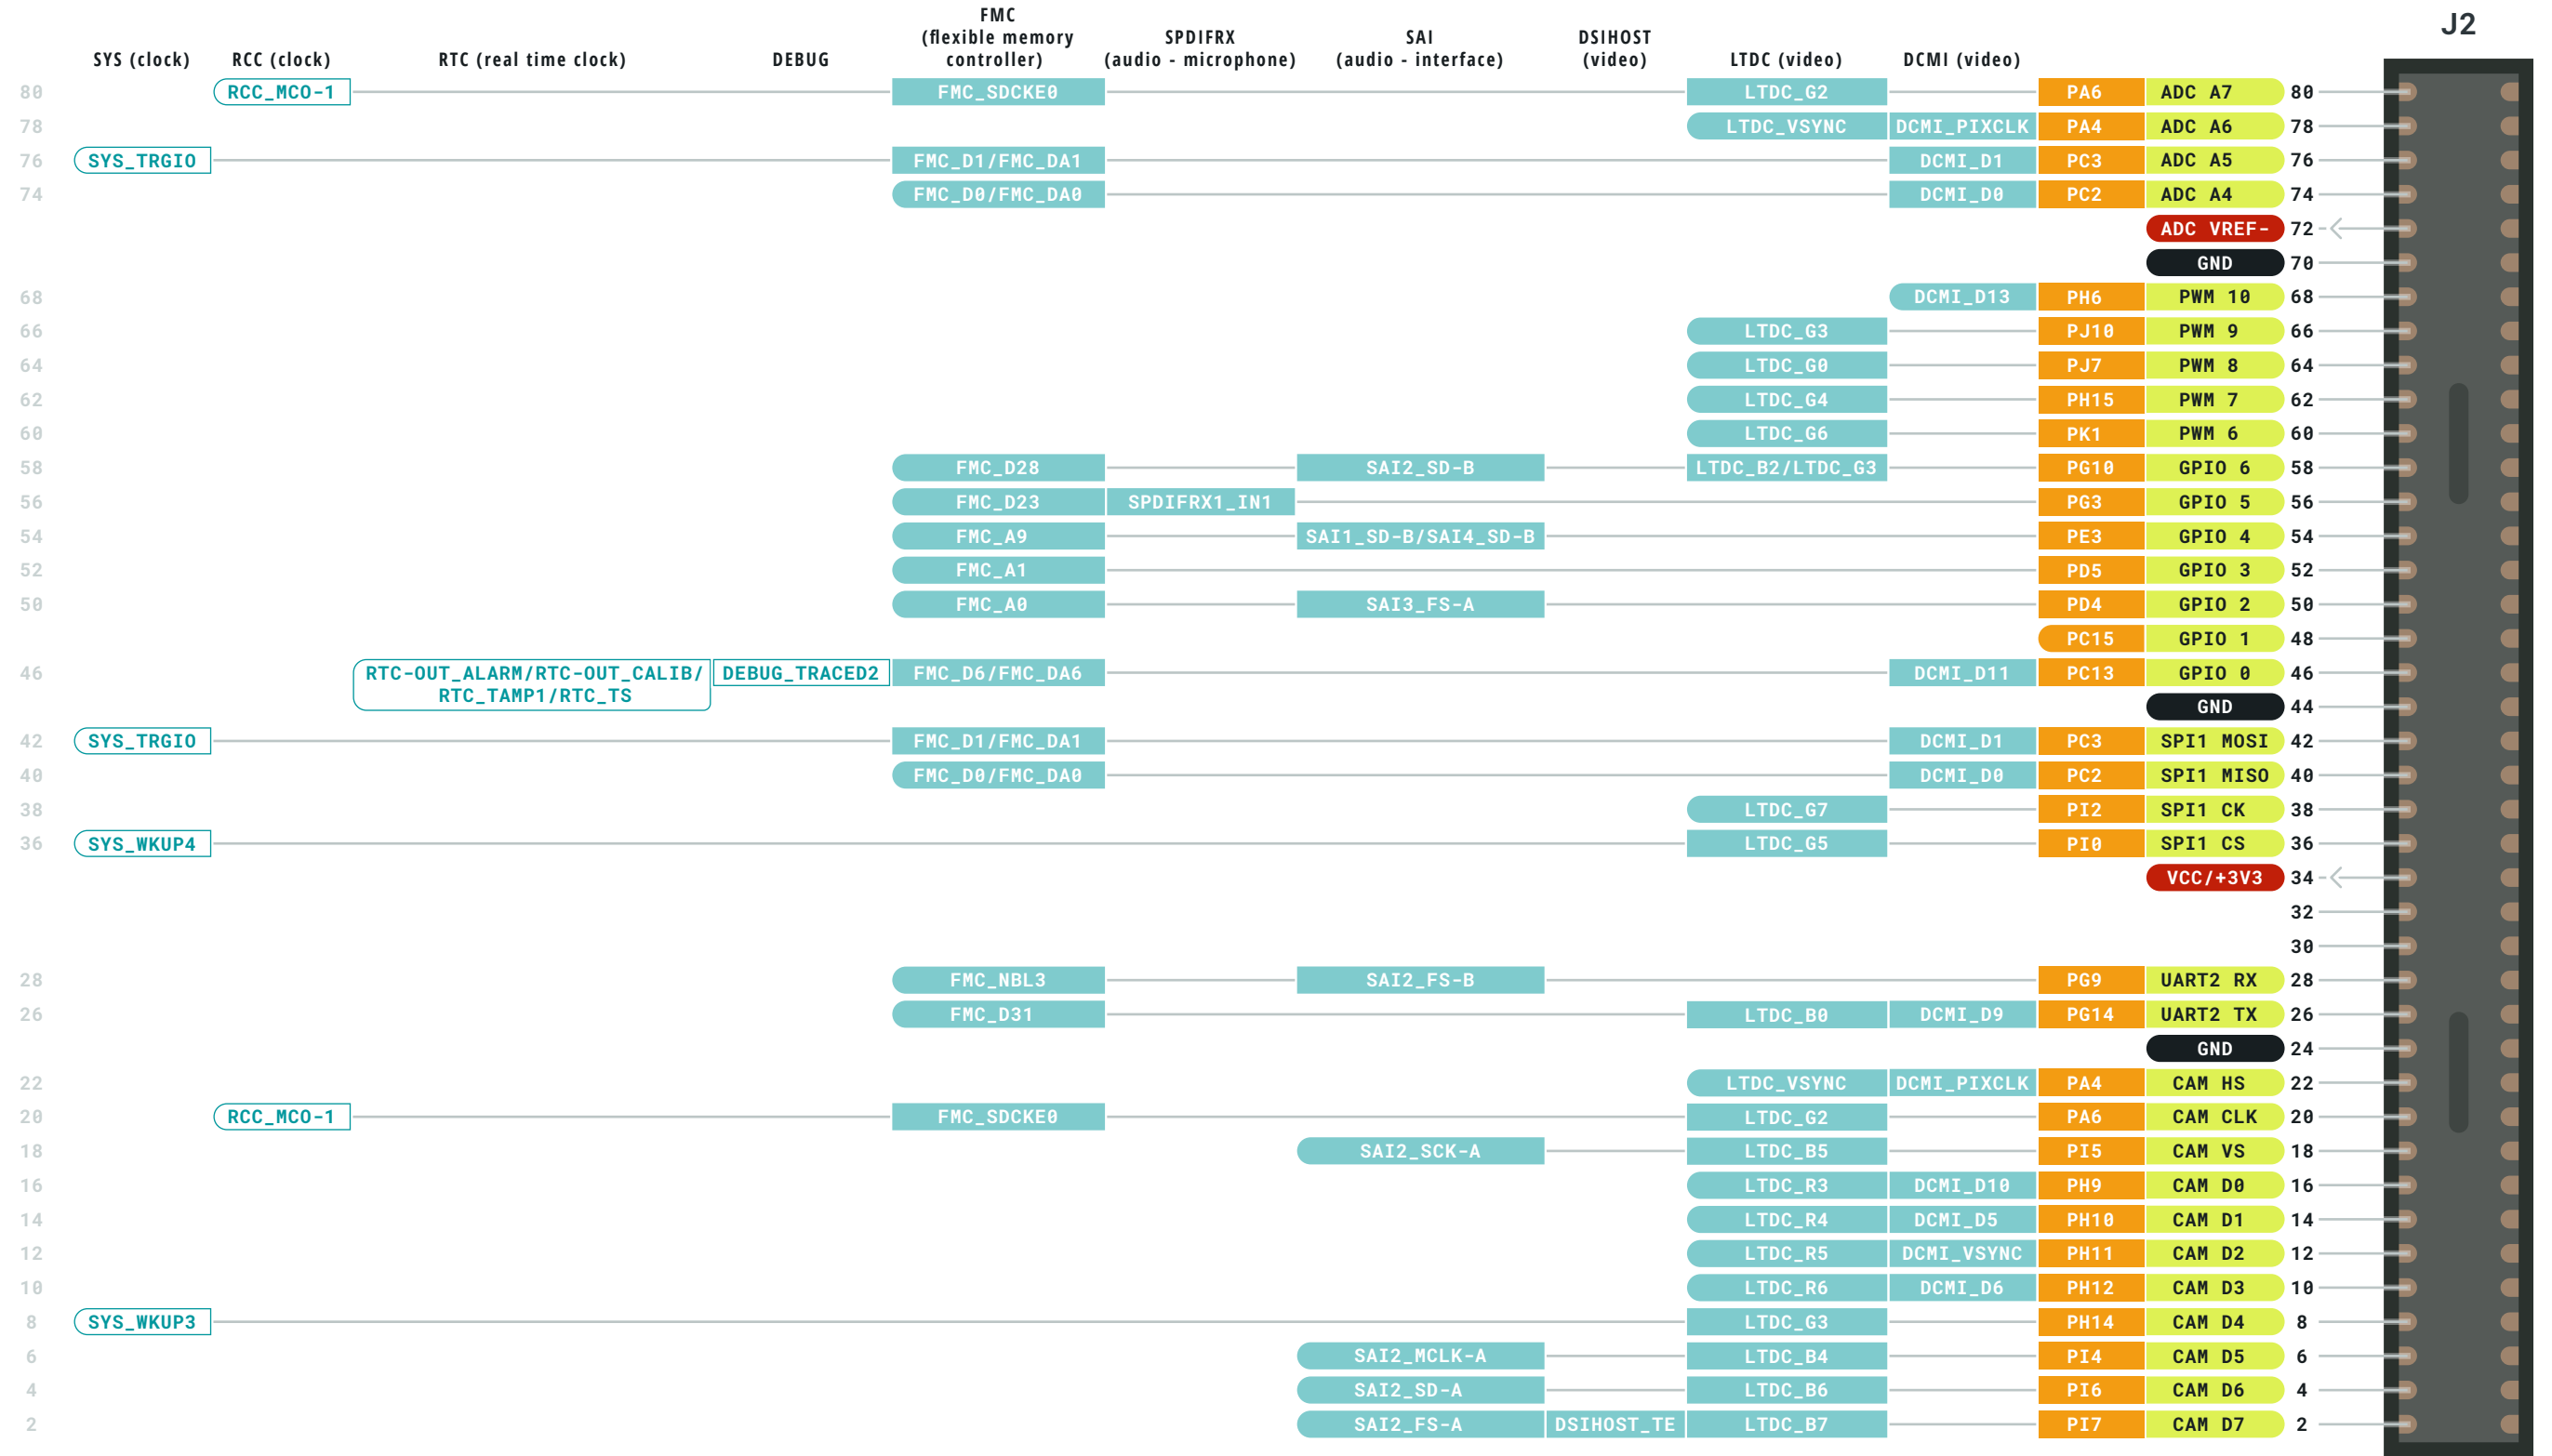 J2
SYS (clock) RCC (clock) RTC (real time clock) DEBUG FMC (flexible memory controller) SPDIFRX (audio - microphone) SAI (audio - interface) DSIHOST (video) LTDC (video) DCMI (video)
80 RCC_MCO-1 FMC_SDCKE0 LTDC_G2 PA6 ADC A7 80
78 LTDC_VSYNC DCMI_PIXCLK PA4 ADC A6 78
76 SYS_TRGIO FMC_D1/FMC_DA1 DCMI_D1 PC3 ADC A5 76
74 FMC_D0/FMC_DA0 DCMI_D0 PC2 ADC A4 74
ADC VREF- 72
GND 70
68 DCMI_D13 PH6 PWM 10 68
66 LTDC_G3 PJ10 PWM 9 66
64 LTDC_G0 PJ7 PWM 8 64
62 LTDC_G4 PH15 PWM 7 62
60 LTDC_G6 PK1 PWM 6 60
58 FMC_D28 SAI2_SD-B LTDC_B2/LTDC_G3 PG10 GPIO 6 58
56 FMC_D23 SPDIFRX1_IN1 PG3 GPIO 5 56
54 FMC_A9 SAI1_SD-B/SAI4_SD-B PE3 GPIO 4 54
52 FMC_A1 PD5 GPIO 3 52
50 FMC_A0 SAI3_FS-A PD4 GPIO 2 50
PC15 GPIO 1 48
46 RTC-OUT_ALARM/RTC-OUT_CALIB/ DEBUG_TRACED2 FMC_D6/FMC_DA6 DCMI_D11 PC13 GPIO 0 46
RTC_TAMP1/RTC_TS
GND 44
42 SYS_TRGIO FMC_D1/FMC_DA1 DCMI_D1 PC3 SPI1 MOSI 42
40 FMC_D0/FMC_DA0 DCMI_D0 PC2 SPI1 MISO 40
38 LTDC_G7 PI2 SPI1 CK 38
36 SYS_WKUP4 LTDC_G5 PI0 SPI1 CS 36
VCC/+3V3 34
32
30
28 FMC_NBL3 SAI2_FS-B PG9 UART2 RX 28
26 FMC_D31 LTDC_B0 DCMI_D9 PG14 UART2 TX 26
GND 24
22 LTDC_VSYNC DCMI_PIXCLK PA4 CAM HS 22
20 RCC_MCO-1 FMC_SDCKE0 LTDC_G2 PA6 CAM CLK 20
18 SAI2_SCK-A LTDC_B5 PI5 CAM VS 18
16 LTDC_R3 DCMI_D10 PH9 CAM D0 16
14 LTDC_R4 DCMI_D5 PH10 CAM D1 14
12 LTDC_R5 DCMI_VSYNC PH11 CAM D2 12
10 LTDC_R6 DCMI_D6 PH12 CAM D3 10
8 SYS_WKUP3 LTDC_G3 PH14 CAM D4 8
6 SAI2_MCLK-A LTDC_B4 PI4 CAM D5 6
4 SAI2_SD-A LTDC_B6 PI6 CAM D6 4
2 SAI2_FS-A DSIHOST_TE LTDC_B7 PI7 CAM D7 2